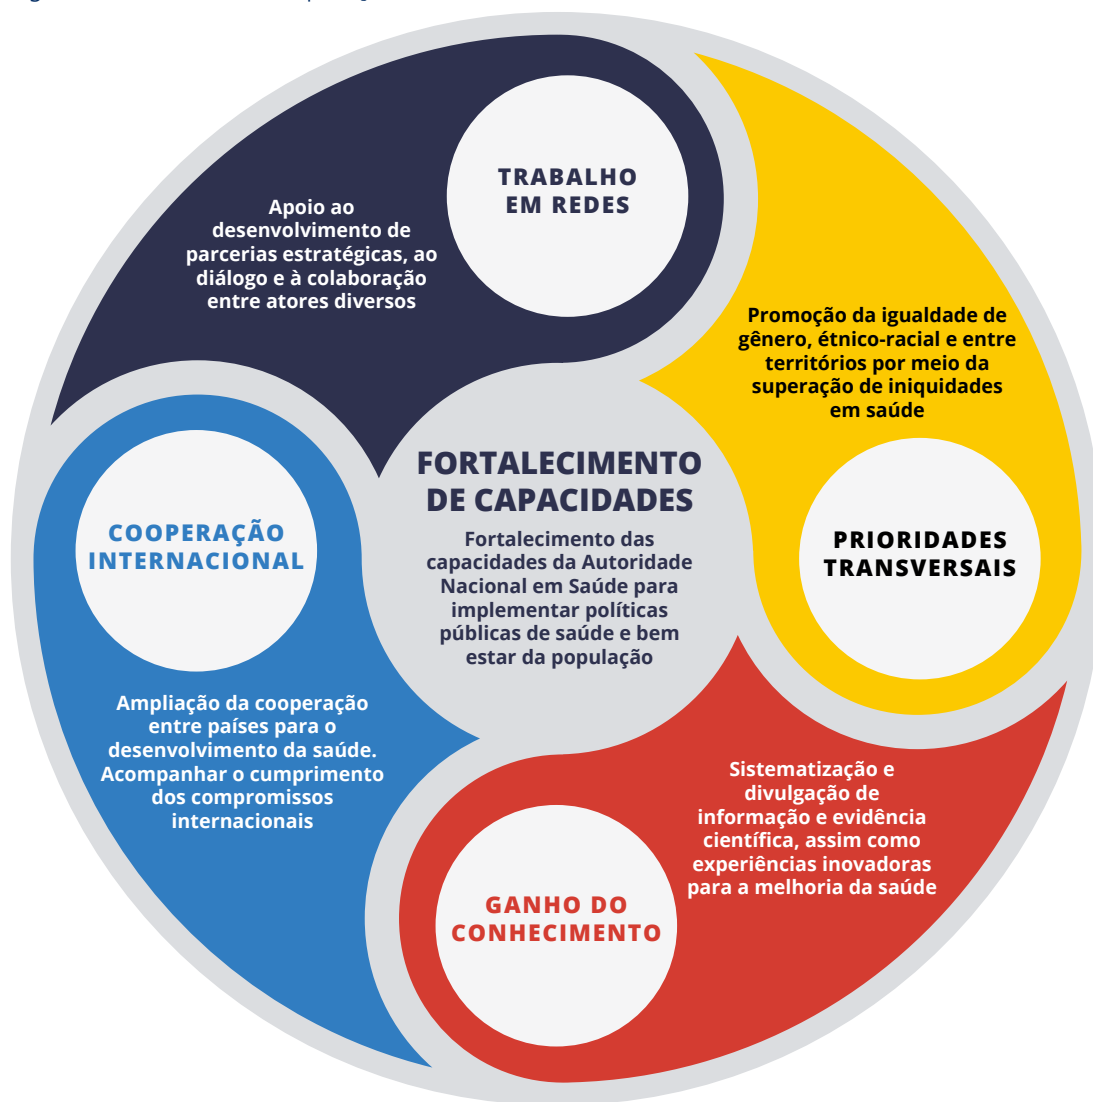 TRABALHO
EM REDES
Apoio ao
desenvolvimento de
parcerias estratégicas, ao
diálogo e à colaboração
entre atores diversos
Promoção da igualdade de
gênero, étnico-racial e entre
territórios por meio da
superação de iniquidades
em saúde
PRIORIDADES
TRANSVERSAIS
FORTALECIMENTO
DE CAPACIDADES
Fortalecimento das
capacidades da Autoridade
Nacional em Saúde para
implementar políticas
públicas de saúde e bem
estar da população
COOPERAÇÃO
INTERNACIONAL
Ampliação da cooperação
entre países para o
desenvolvimento da saúde.
Acompanhar o cumprimento
dos compromissos
internacionais
Sistematização e
divulgação de
informação e evidência
científica, assim como
experiências inovadoras
para a melhoria da saúde
GANHO DO
CONHECIMENTO